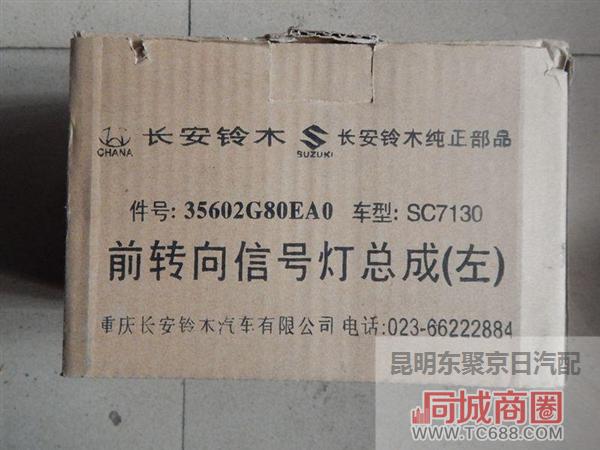 CHANA 长安铃木 SUZUKI 长安铃木纯正部品
件号: 35602G80EA0 车型: SC7130
前转向信号灯总成(左)
重庆长安铃木汽车有限公司 电话:023-66222884
昆明东聚京日汽配
同城商圈
www.TC688.com